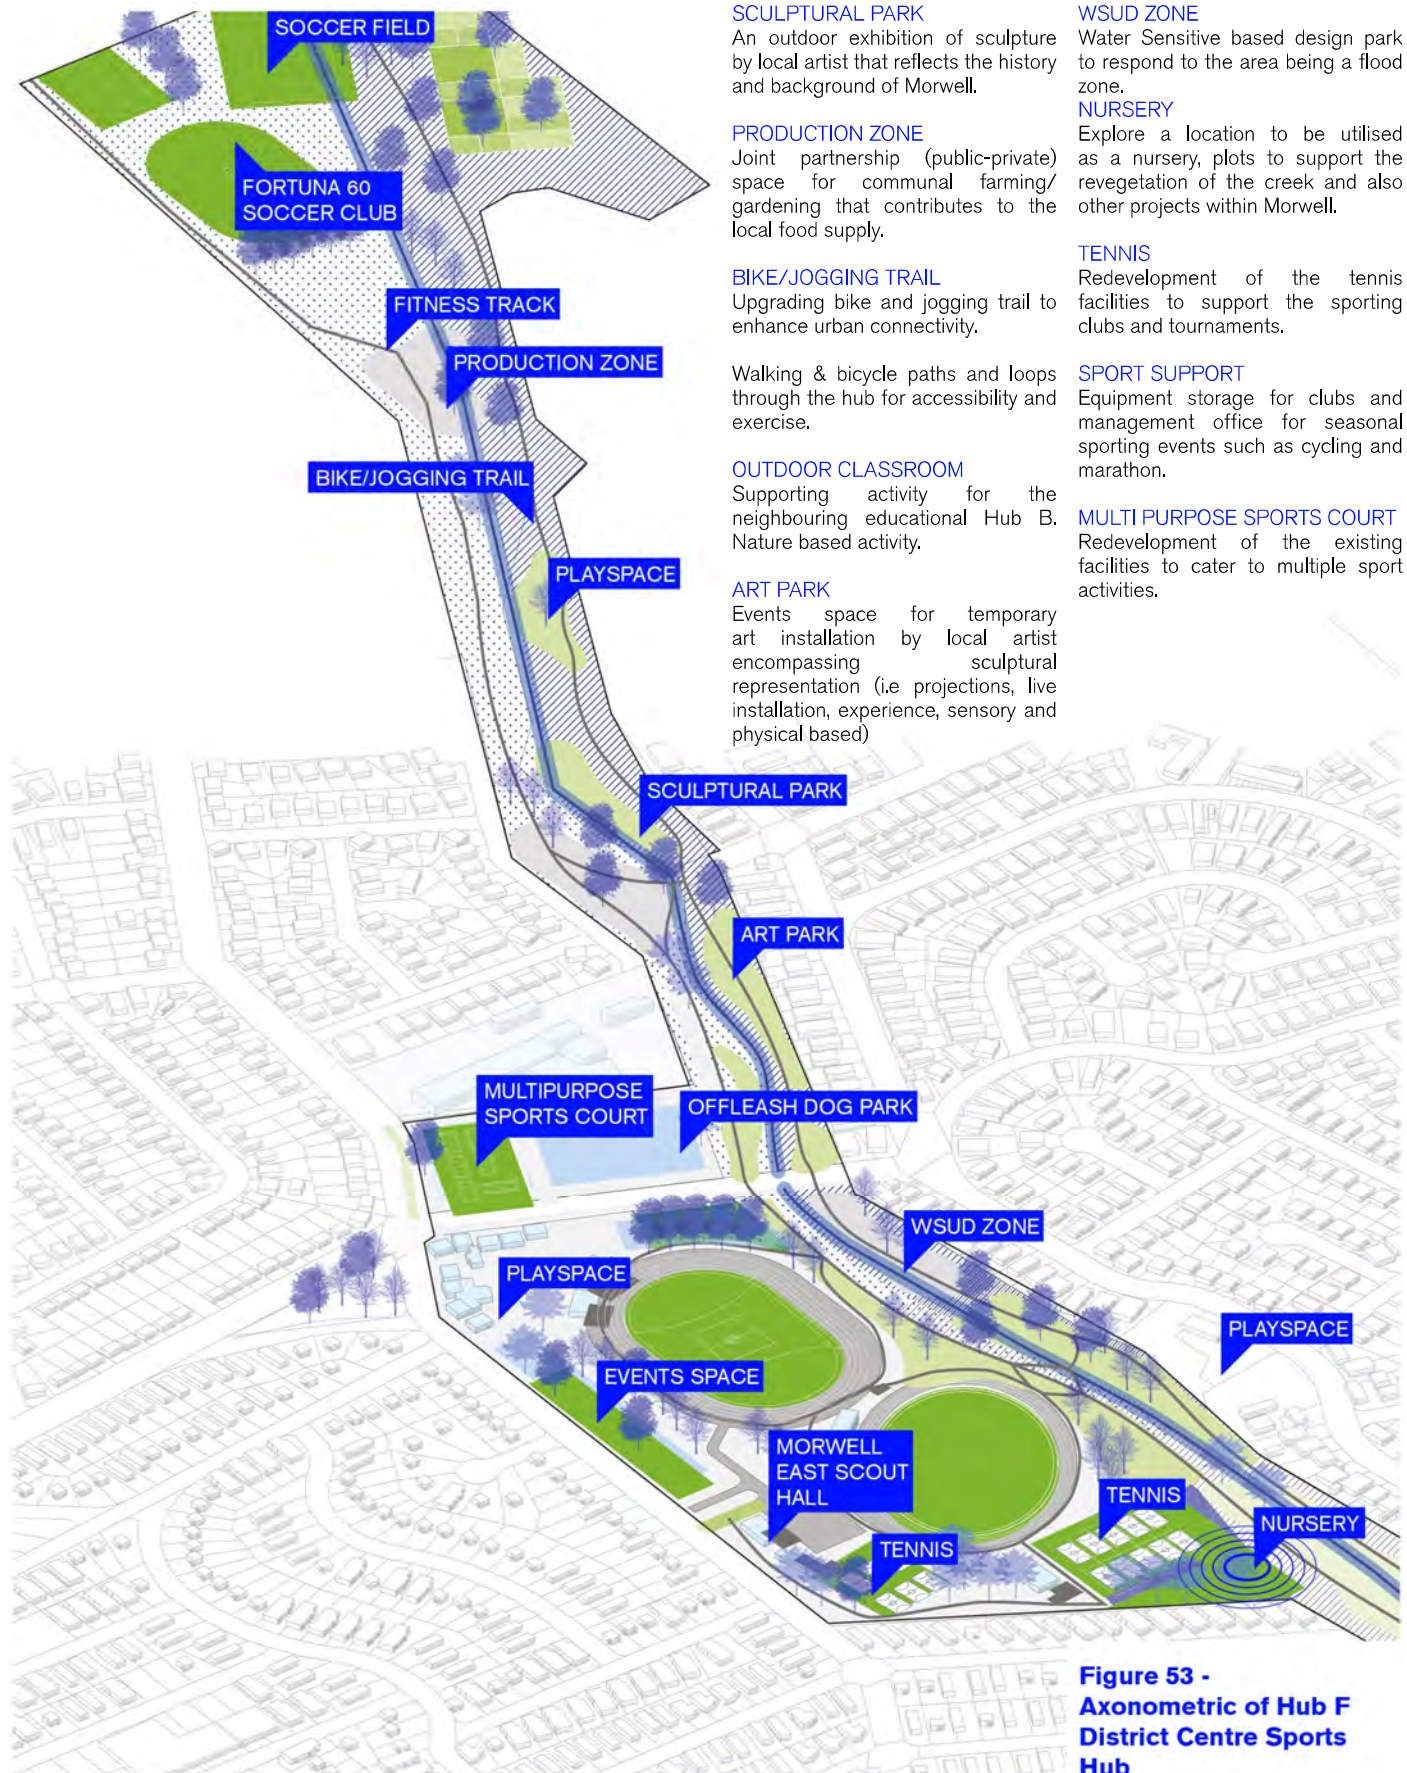 SOCCER FIELD
FORTUNA 60
SOCCER CLUB
FITNESS TRACK
PRODUCTION ZONE
BIKE/JOGGING TRAIL
PLAYSPACE
SCULPTURAL PARK
ART PARK
MULTIPURPOSE
SPORTS COURT
OFFLEASH DOG PARK
WSUD ZONE
PLAYSPACE
PLAYSPACE
EVENTS SPACE
MORWELL
EAST SCOUT
HALL
TENNIS
TENNIS
NURSERY
SCULPTURAL PARK
An outdoor exhibition of sculpture
by local artist that reflects the history
and background of Morwell.
PRODUCTION ZONE
Joint partnership (public-private)
space for communal farming/
gardening that contributes to the
local food supply.
BIKE/JOGGING TRAIL
Upgrading bike and jogging trail to
enhance urban connectivity.
Walking & bicycle paths and loops
through the hub for accessibility and
exercise.
OUTDOOR CLASSROOM
Supporting activity for the
neighbouring educational Hub B.
Nature based activity.
ART PARK
Events space for temporary
art installation by local artist
encompassing sculptural
representation (i.e projections, live
installation, experience, sensory and
physical based)
WSUD ZONE
Water Sensitive based design park
to respond to the area being a flood
zone.
NURSERY
Explore a location to be utilised
as a nursery, plots to support the
revegetation of the creek and also
other projects within Morwell.
TENNIS
Redevelopment of the tennis
facilities to support the sporting
clubs and tournaments.
SPORT SUPPORT
Equipment storage for clubs and
management office for seasonal
sporting events such as cycling and
marathon.
MULTI PURPOSE SPORTS COURT
Redevelopment of the existing
facilities to cater to multiple sport
activities.
Figure 53 -
Axonometric of Hub F
District Centre Sports
Hub